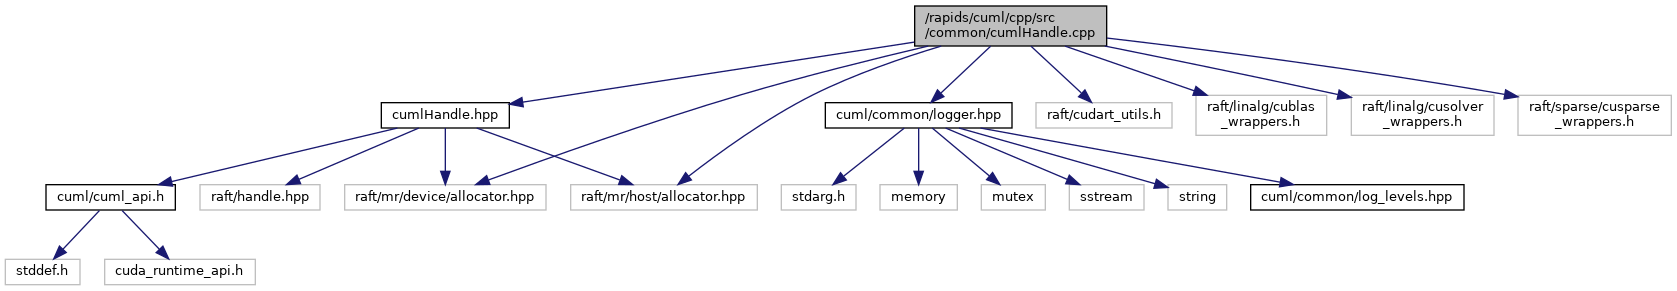 /rapids/cuml/cpp/src
/common/cumlHandle.cpp
cumlHandle.hpp
cuml/common/logger.hpp
raft/cudart_utils.h
raft/linalg/cublas
_wrappers.h
raft/linalg/cusolver
_wrappers.h
raft/sparse/cusparse
_wrappers.h
cuml/cuml_api.h
raft/handle.hpp
raft/mr/device/allocator.hpp
raft/mr/host/allocator.hpp
stdarg.h
memory
mutex
sstream
string
cuml/common/log_levels.hpp
stddef.h
cuda_runtime_api.h